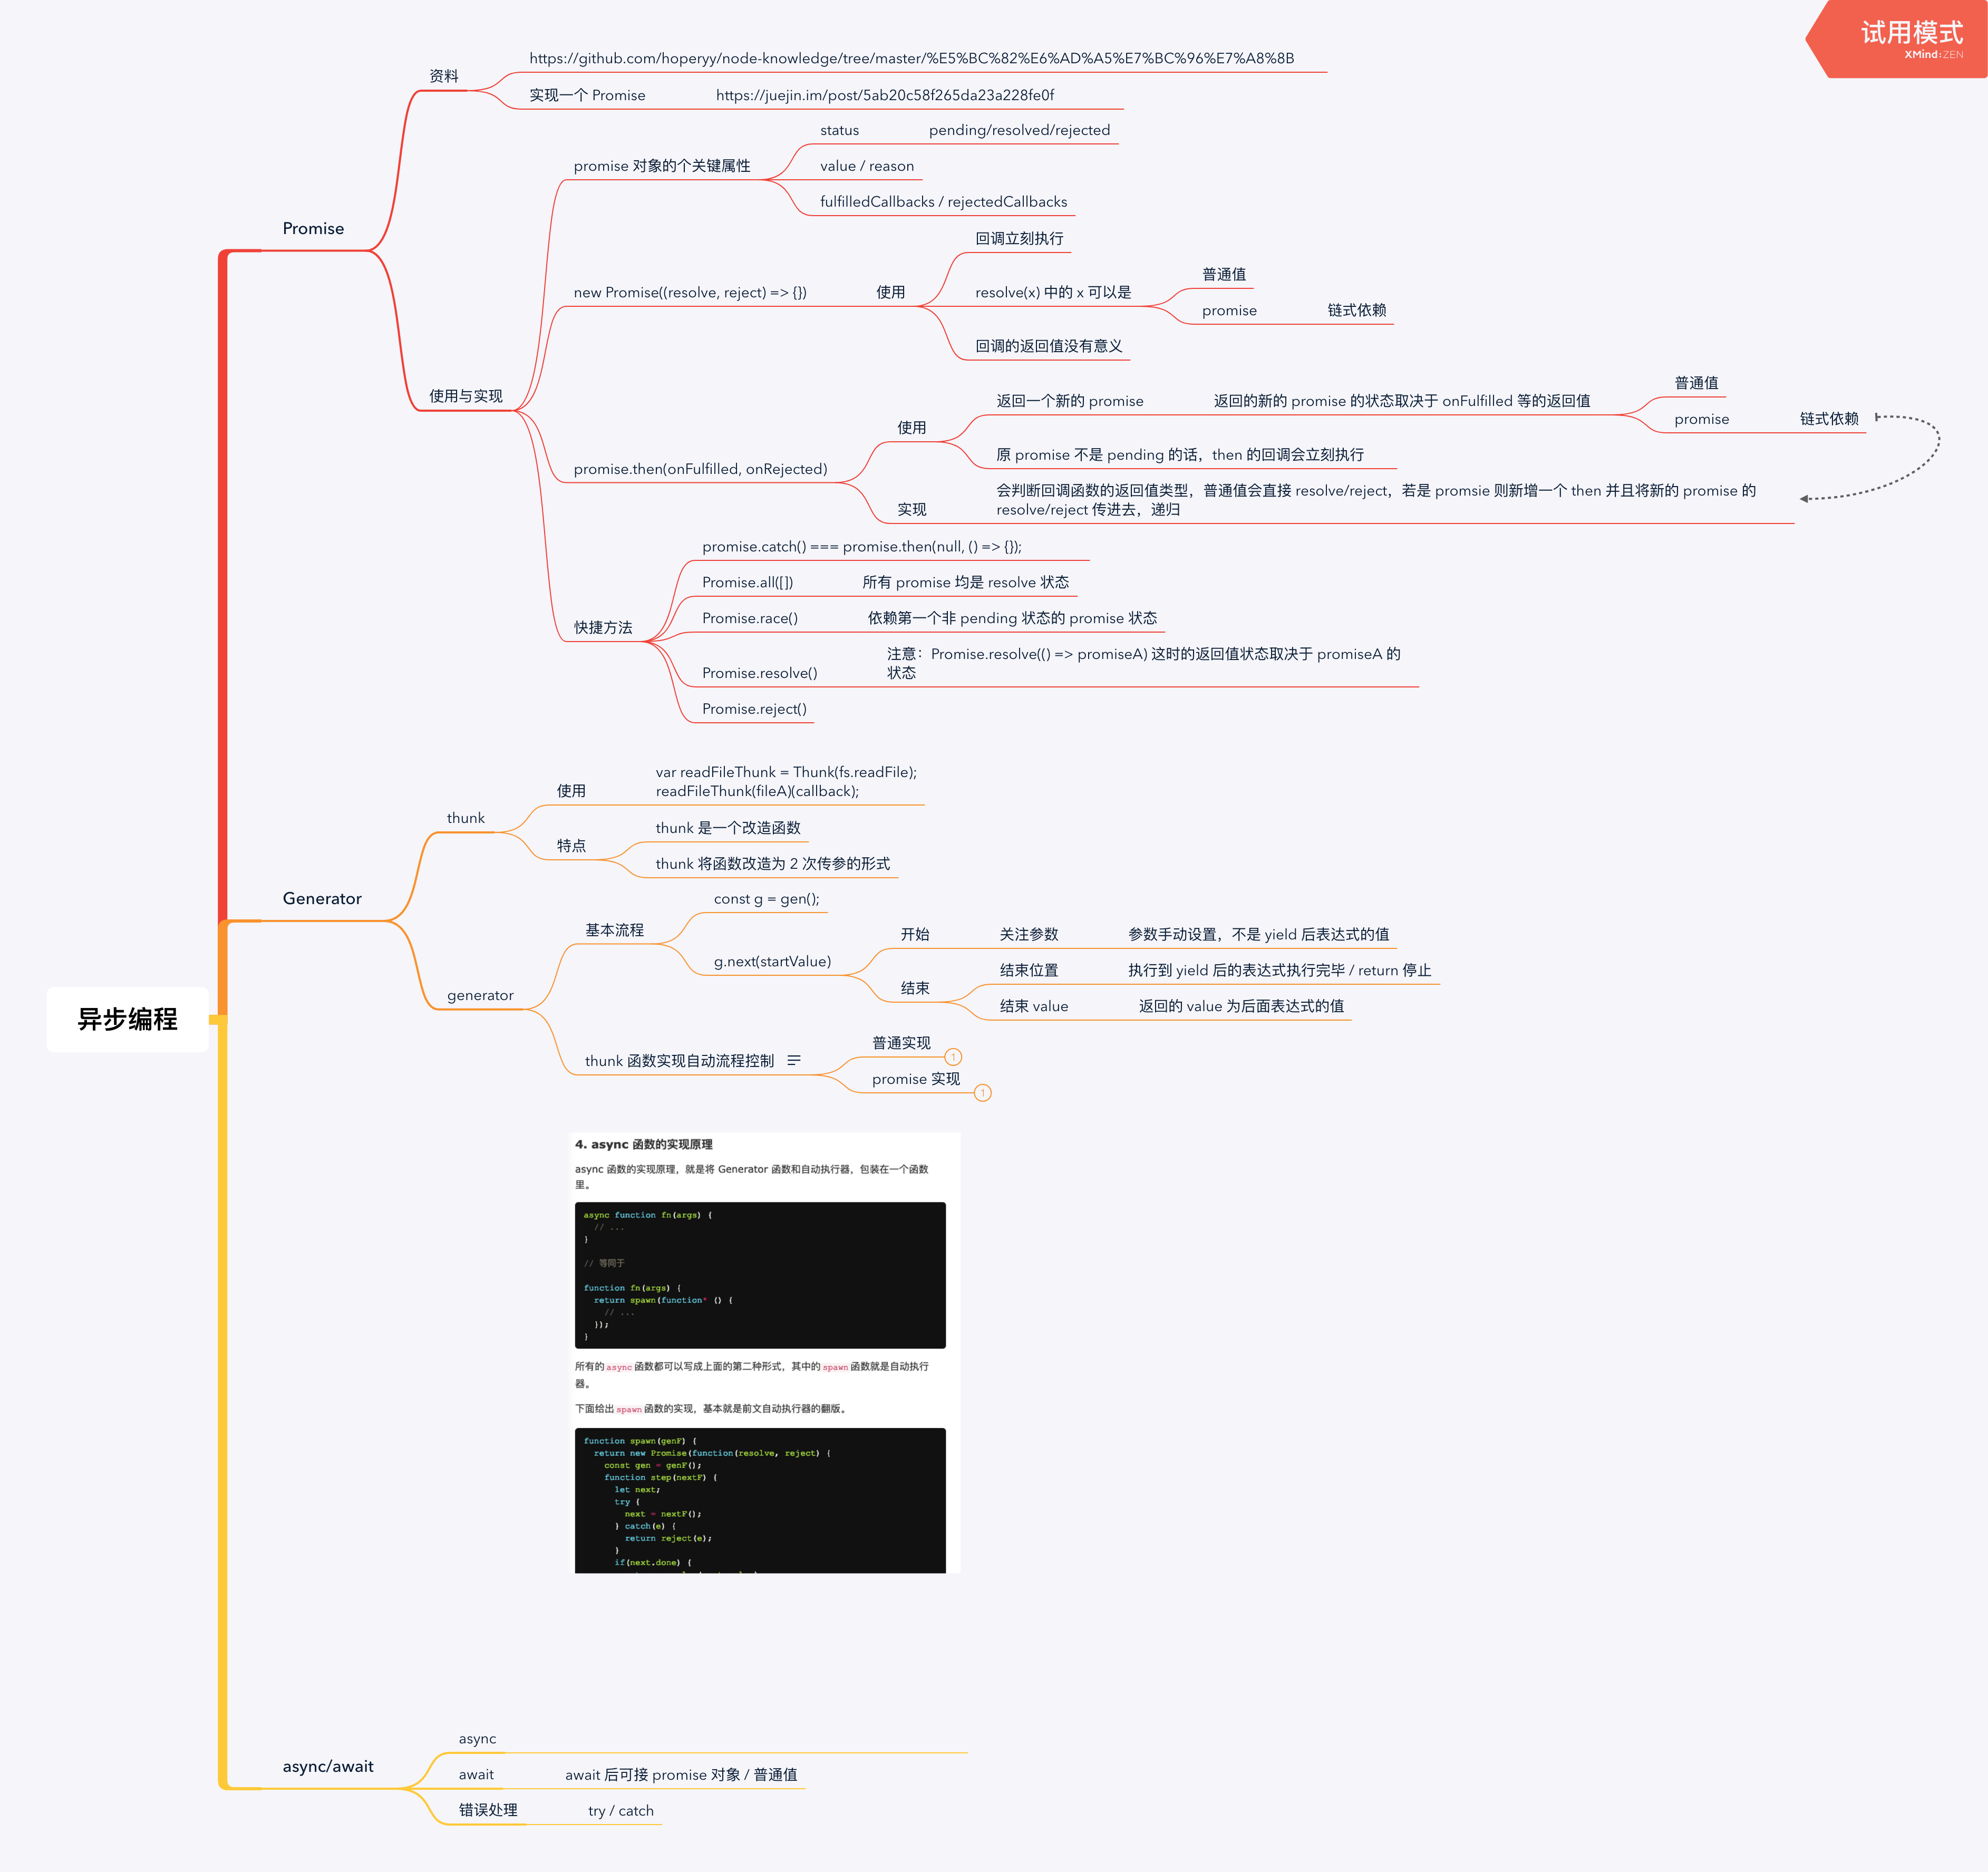 试用模式
XMind:ZEN
https://github.com/hoperyy/node-knowledge/tree/master/%E5%BC%82%E6%AD%A5%E7%BC%96%E7%A8%8B
资料
实现一个 Promise
https://juejin.im/post/5ab20c58f265da23a228fe0f
status
pending/resolved/rejected
promise 对象的个关键属性
value / reason
fulfilledCallbacks / rejectedCallbacks
Promise
回调立刻执行
普通值
new Promise((resolve, reject) => {})
使用
resolve(x) 中的 x 可以是
promise
链式依赖
回调的返回值没有意义
使用与实现
普通值
返回一个新的 promise
返回的新的 promise 的状态取决于 onFulfilled 等的返回值
promise
链式依赖
使用
原 promise 不是 pending 的话，then 的回调会立刻执行
promise.then(onFulfilled, onRejected)
会判断回调函数的返回值类型，普通值会直接 resolve/reject，若是 promsie 则新增一个 then 并且将新的 promise 的
实现
resolve/reject 传进去，递归
promise.catch() === promise.then(null, () => {});
Promise.all([])
所有 promise 均是 resolve 状态
Promise.race()
依赖第一个非 pending 状态的 promise 状态
快捷方法
注意：Promise.resolve(() => promiseA) 这时的返回值状态取决于 promiseA 的
状态
Promise.resolve()
Promise.reject()
var readFileThunk = Thunk(fs.readFile);
使用
readFileThunk(fileA)(callback);
thunk
thunk 是一个改造函数
特点
thunk 将函数改造为 2 次传参的形式
Generator
const g = gen();
基本流程
开始
关注参数
参数手动设置，不是 yield 后表达式的值
g.next(startValue)
结束位置
执行到 yield 后的表达式执行完毕 / return 停止
结束
结束 value
返回的 value 为后面表达式的值
generator
异步编程
普通实现
1
thunk 函数实现自动流程控制
promise 实现
1
4. async 函数的实现原理
async 函数的实现原理，就是将 Generator 函数和自动执行器，包装在一个函数
里。
async function fn(args) {
// ...
}
// 等同于
function fn(args) {
return spawn(function* () {
// ...
});
}
所有的 async 函数都可以写成上面的第二种形式，其中的 spawn 函数就是自动执行
器。
下面给出 spawn 函数的实现，基本就是前文自动执行器的翻版。
function spawn(genF) {
return new Promise(function(resolve, reject) {
const gen = genF();
function step(nextF) {
let next;
try {
next = nextF();
} catch(e) {
return reject(e);
}
if(next.done) {
async
async/await
await
await 后可接 promise 对象 / 普通值
错误处理
try / catch